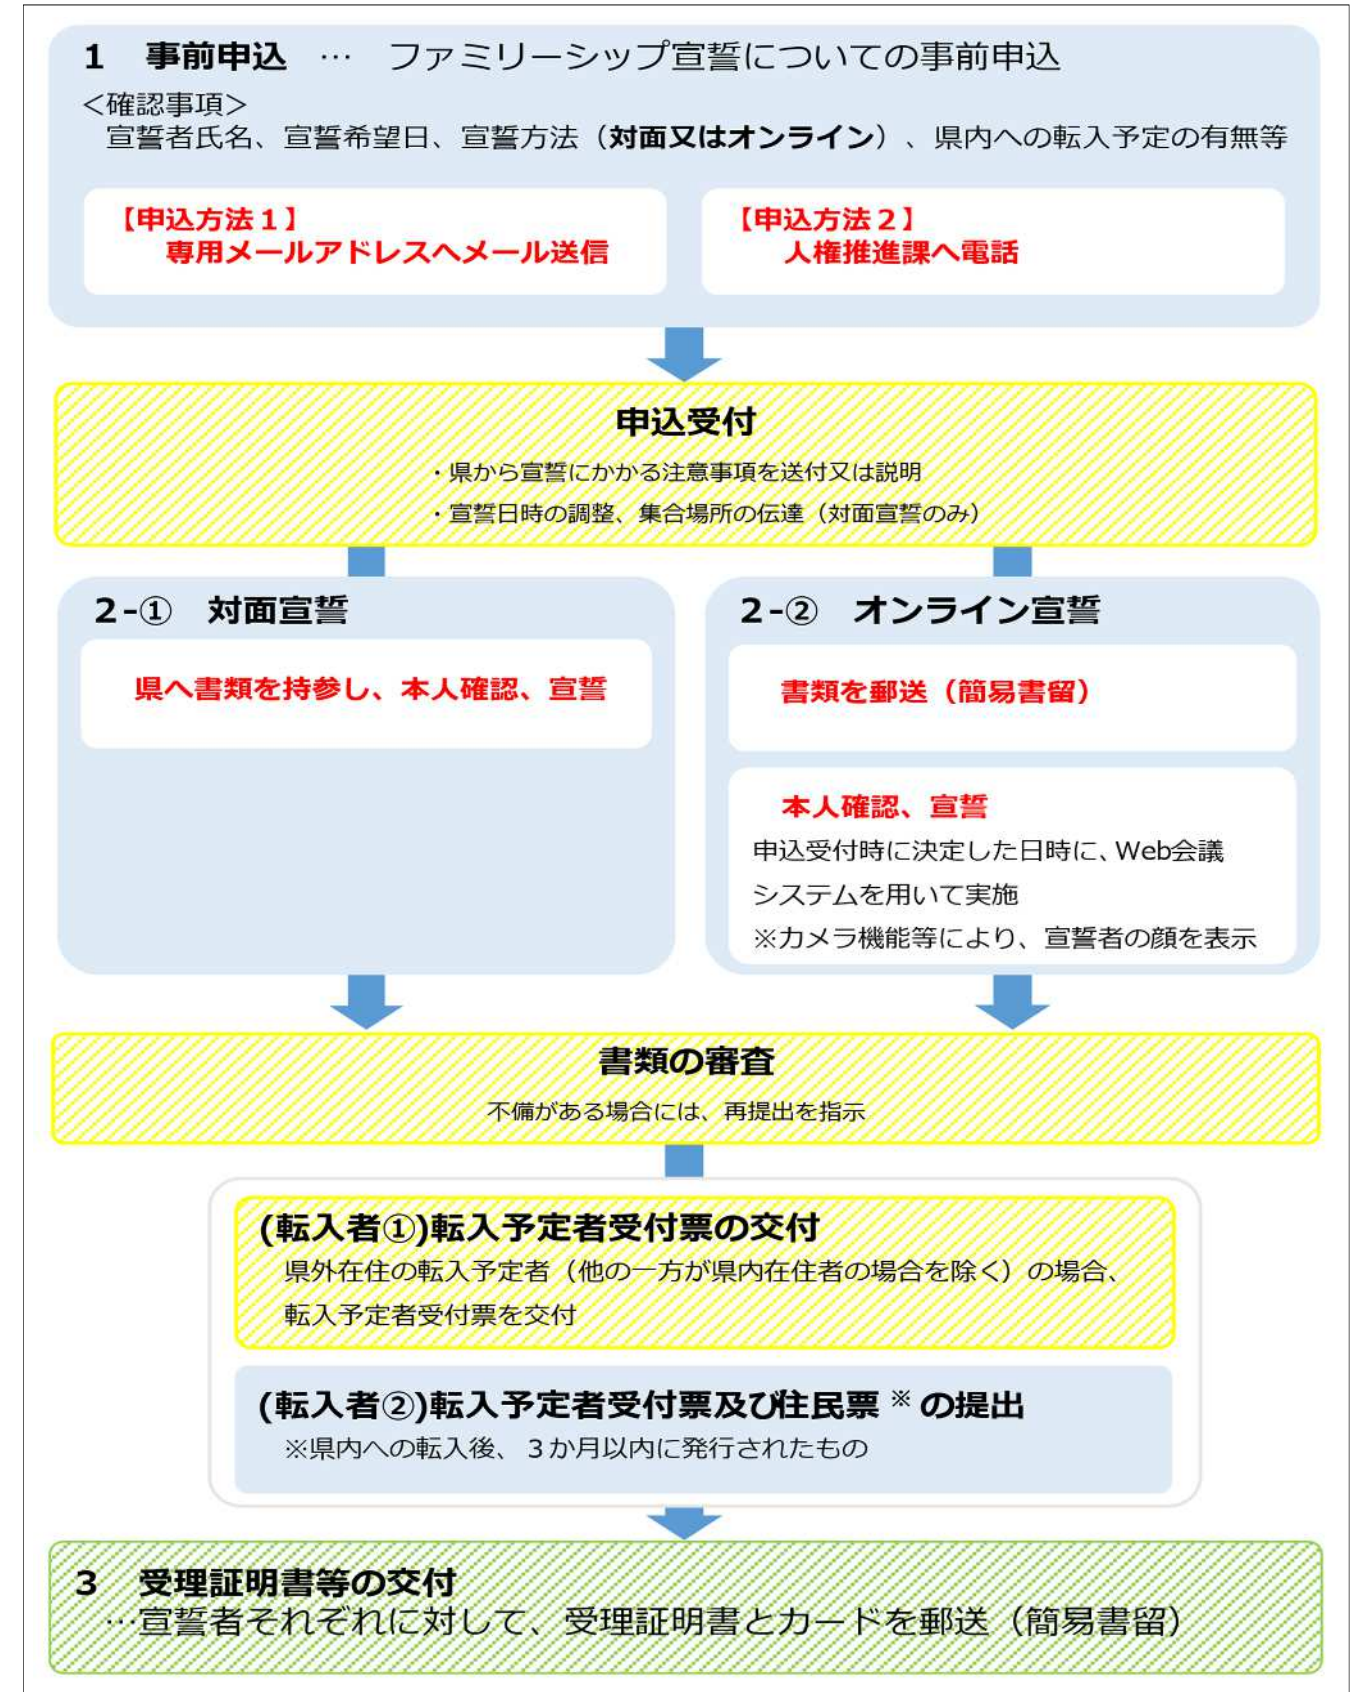 1　事前申込　…　ファミリーシップ宣誓についての事前申込
＜確認事項＞
宣誓者氏名、宣誓希望日、宣誓方法（対面又はオンライン）、県内への転入予定の有無等
【申込方法１】
専用メールアドレスへメール送信
【申込方法２】
人権推進課へ電話
申込受付
・県から宣誓にかかる注意事項を送付又は説明
・宣誓日時の調整、集合場所の伝達（対面宣誓のみ）
2-①　対面宣誓
県へ書類を持参し、本人確認、宣誓
2-②　オンライン宣誓
書類を郵送（簡易書留）
本人確認、宣誓
申込受付時に決定した日時に、Web会議
システムを用いて実施
※カメラ機能等により、宣誓者の顔を表示
書類の審査
不備がある場合には、再提出を指示
(転入者①)転入予定者受付票の交付
県外在住の転入予定者（他の一方が県内在住者の場合を除く）の場合、
転入予定者受付票を交付
(転入者②)転入予定者受付票及び住民票※の提出
※県内への転入後、３か月以内に発行されたもの
3　受理証明書等の交付
…宣誓者それぞれに対して、受理証明書とカードを郵送（簡易書留）